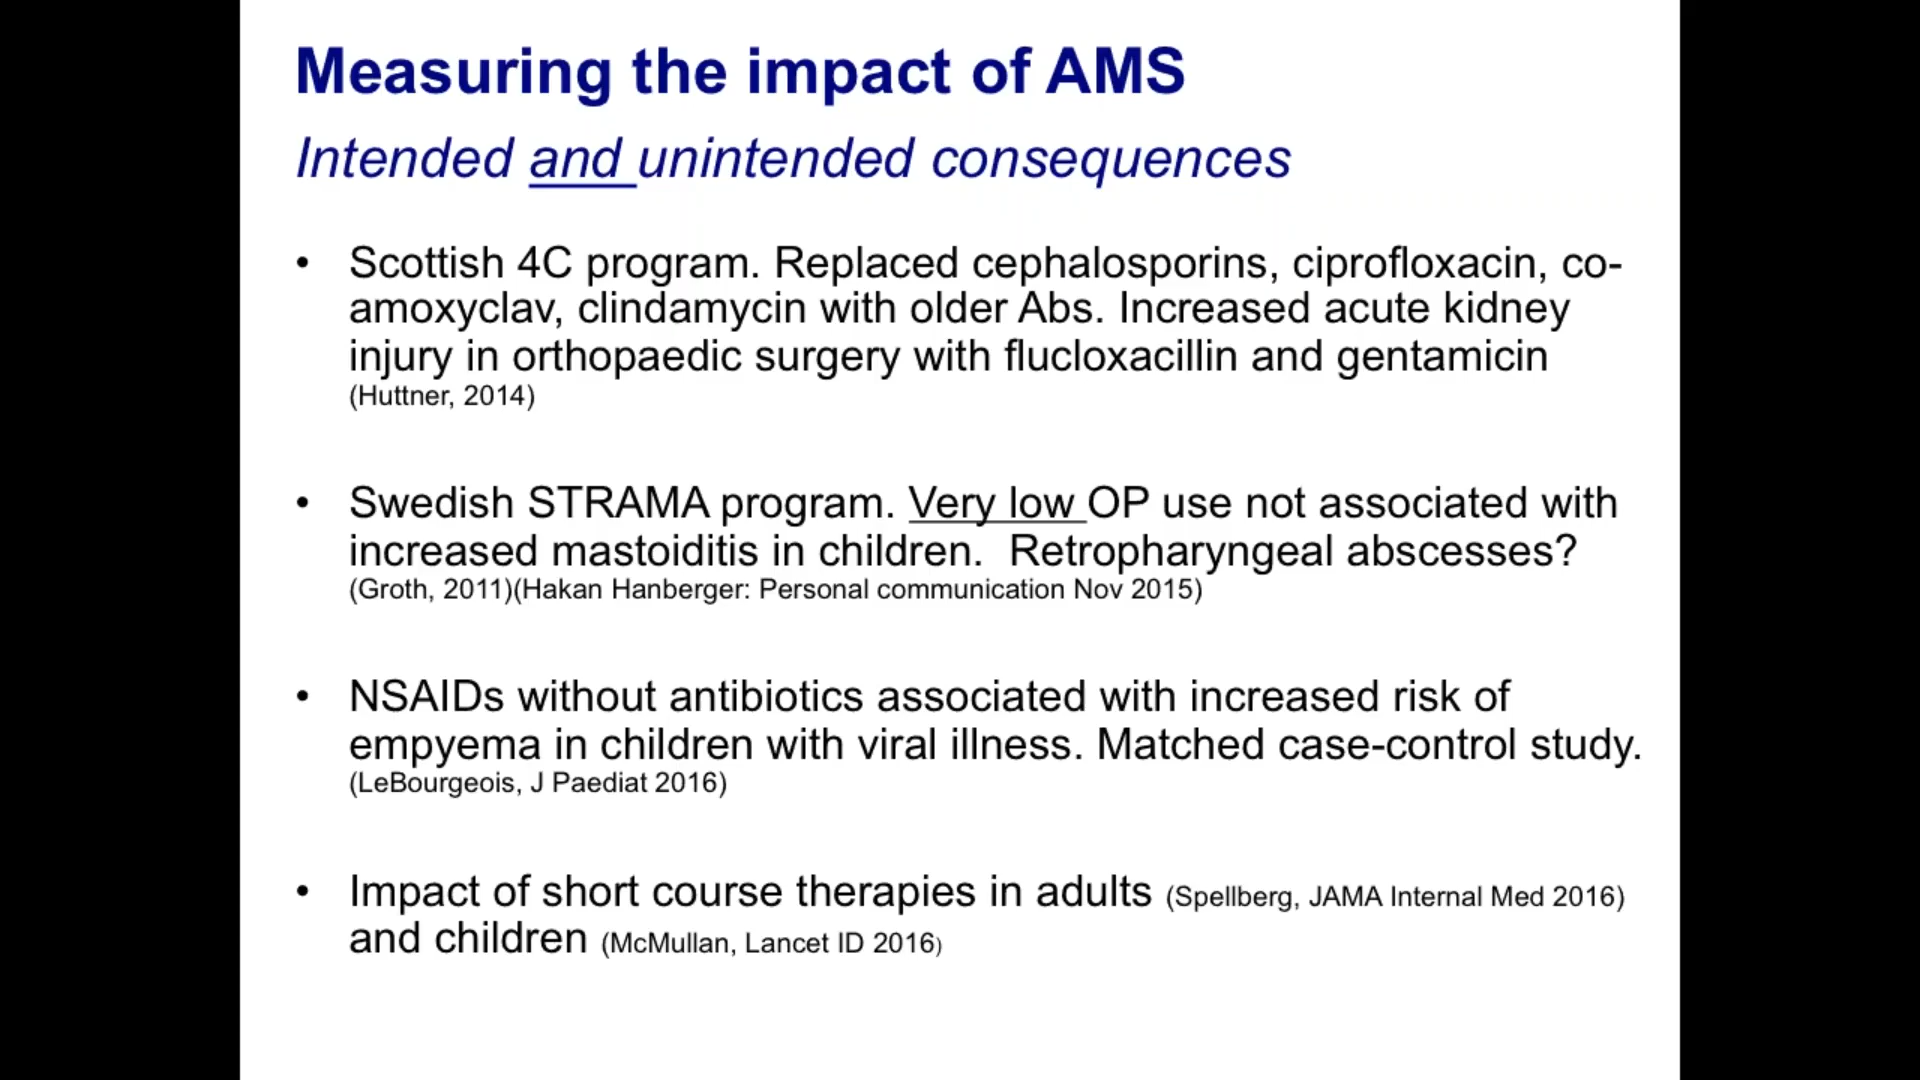 Measuring the impact of AMS
Intended and unintended consequences
• Scottish 4C program. Replaced cephalosporins, ciprofloxacin, co-
amoxyclav, clindamycin with older Abs. Increased acute kidney
injury in orthopaedic surgery with flucloxacillin and gentamicin
(Huttner, 2014)
• Swedish STRAMA program. Very low OP use not associated with
increased mastoiditis in children. Retropharyngeal abscesses?
(Groth, 2011)(Hakan Hanberger: Personal communication Nov 2015)
• NSAIDs without antibiotics associated with increased risk of
empyema in children with viral illness. Matched case-control study.
(LeBourgeois, J Paediat 2016)
• Impact of short course therapies in adults (Spellberg, JAMA Internal Med 2016)
and children (McMullan, Lancet ID 2016)